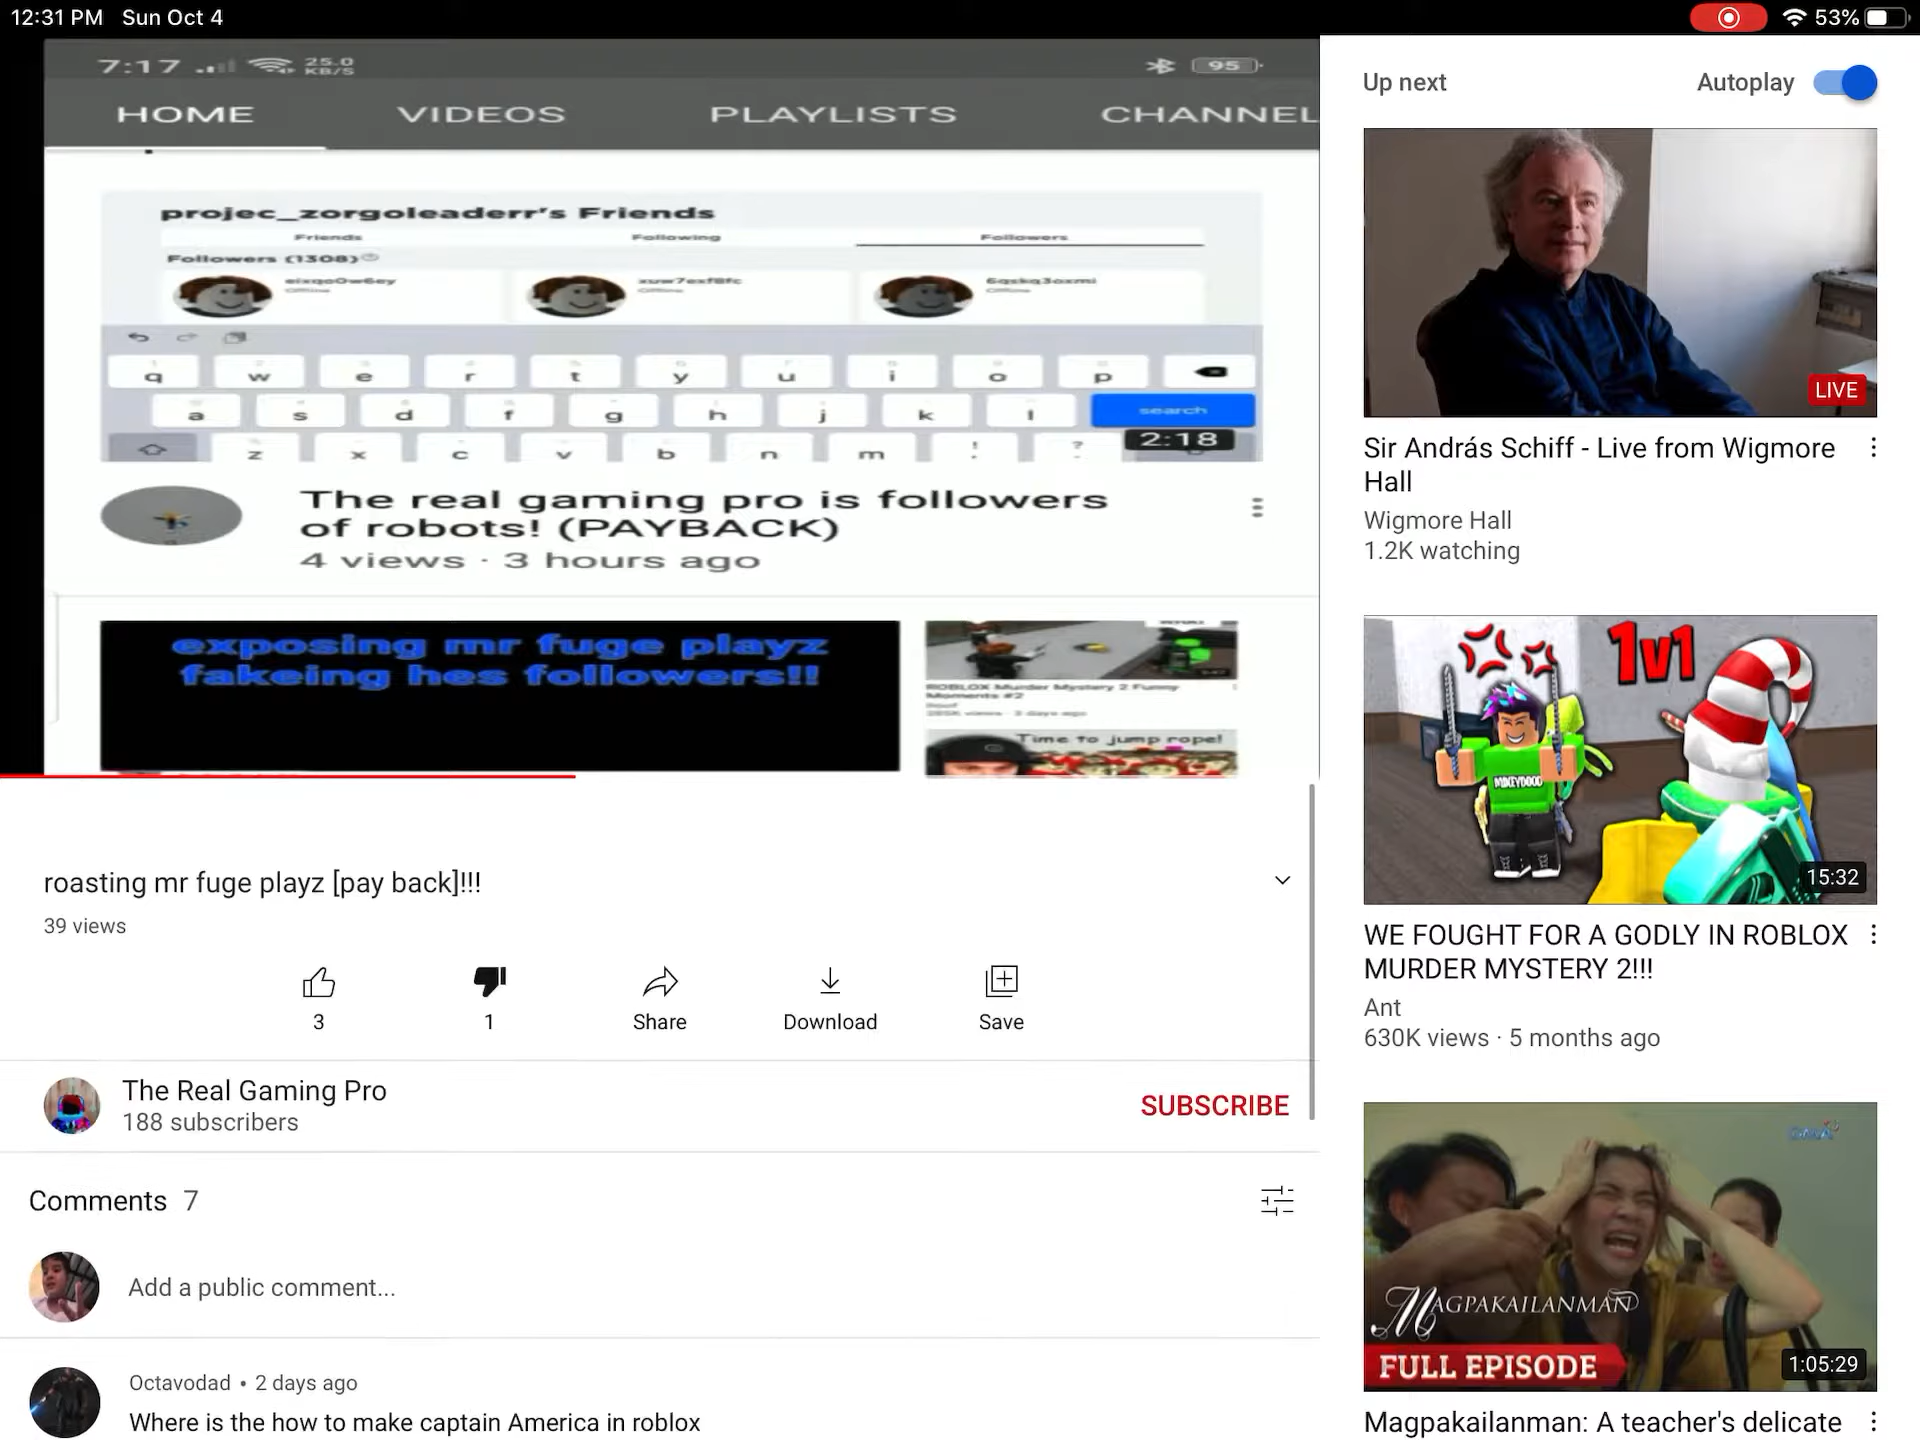 12:31 PM Sun Oct 4
53%
7:17
25.0
KB/S
95
HOME VIDEOS PLAYLISTS CHANNEL
projec_zorgoleaderr's Friends
Friends Following Followers
Followers (1308)
eixqo0w6ey
Offline
xuw7exf8fc
Offline
6qskq3oxmi
Offline
q w e r t y u i o p
a s d f g h j k l search
z x c v b n m ! ?
2:18
The real gaming pro is followers
of robots! (PAYBACK)
4 views · 3 hours ago
exposing mr fuge playz
fakeing hes followers!!
ROBLOX Murder Mystery 2 Funny
Moments #2
Time to jump rope!
roasting mr fuge playz [pay back]!!!
39 views
3
1
Share
Download
Save
The Real Gaming Pro
188 subscribers
SUBSCRIBE
Comments 7
Add a public comment...
Octavodad • 2 days ago
Where is the how to make captain America in roblox
Up next
Autoplay
LIVE
Sir András Schiff - Live from Wigmore
Hall
Wigmore Hall
1.2K watching
1v1
MIKEYDOOD
15:32
WE FOUGHT FOR A GODLY IN ROBLOX
MURDER MYSTERY 2!!!
Ant
630K views · 5 months ago
GMA
MAGPAKAILANMAN
FULL EPISODE
1:05:29
Magpakailanman: A teacher's delicate